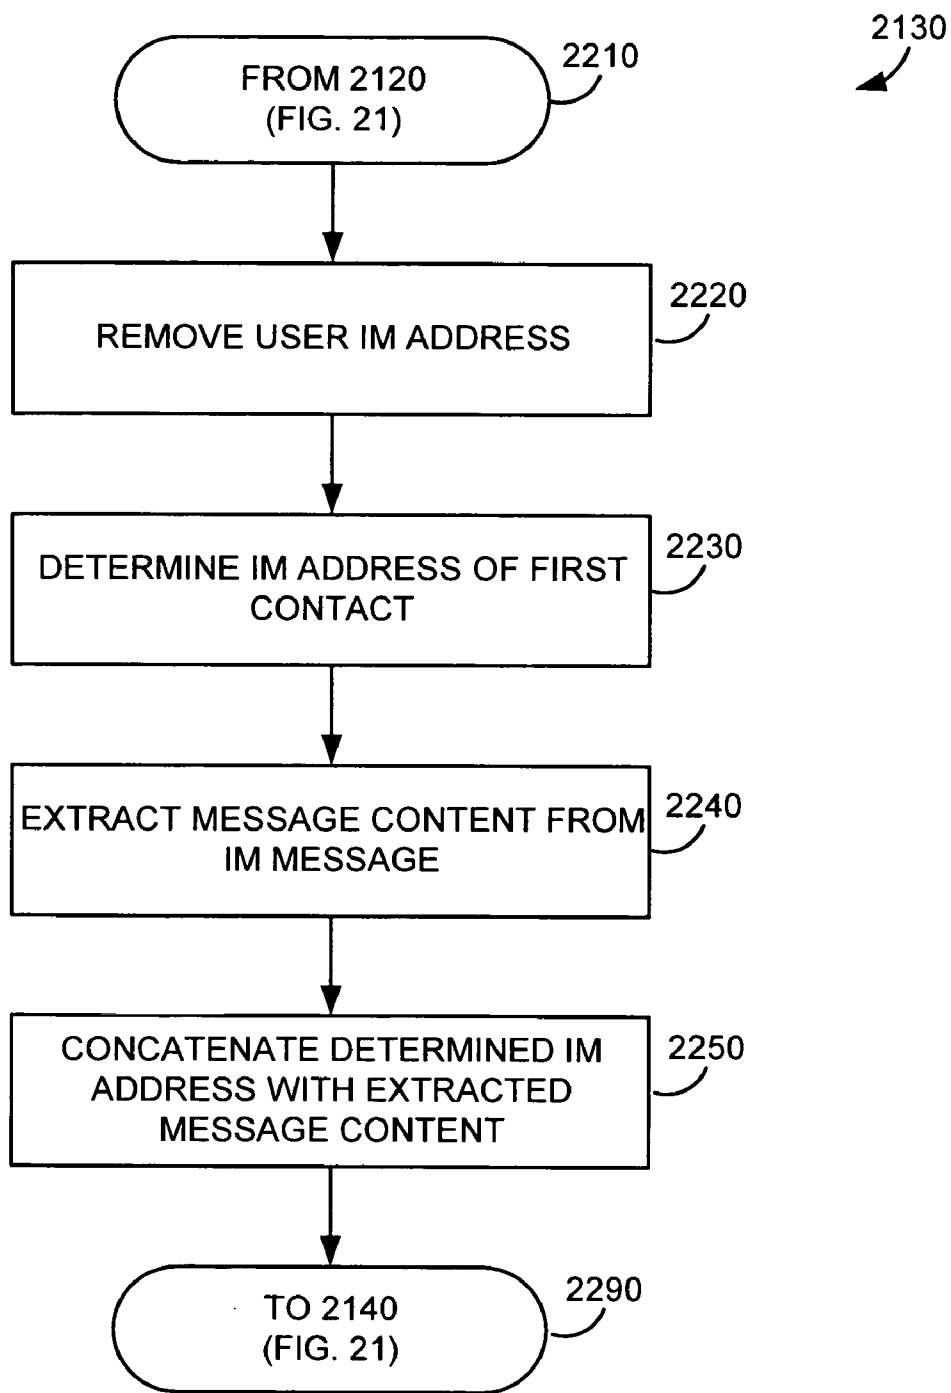 2130
FROM 2120
(FIG. 21)
2210
REMOVE USER IM ADDRESS
2220
DETERMINE IM ADDRESS OF FIRST
CONTACT
2230
EXTRACT MESSAGE CONTENT FROM
IM MESSAGE
2240
CONCATENATE DETERMINED IM
ADDRESS WITH EXTRACTED
MESSAGE CONTENT
2250
TO 2140
(FIG. 21)
2290